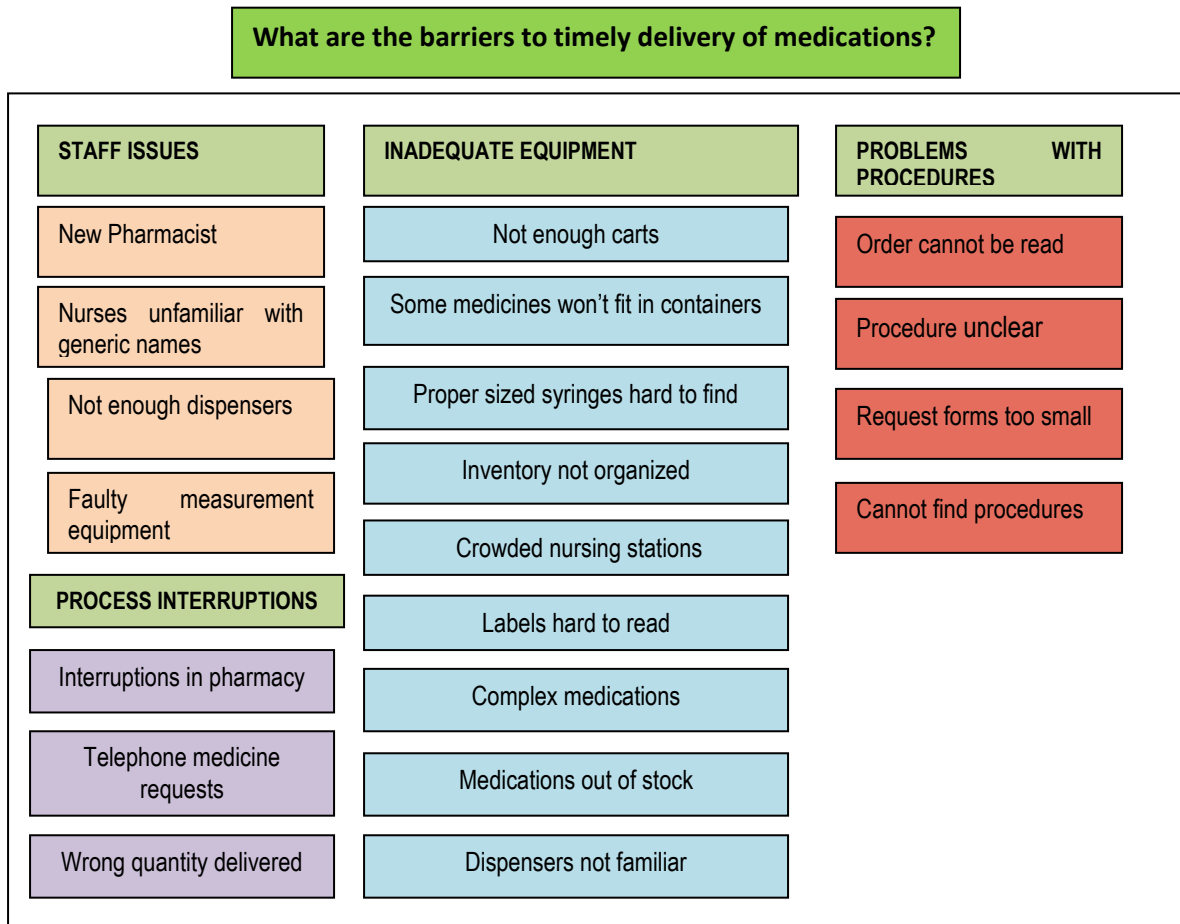 What are the barriers to timely delivery of medications?
STAFF ISSUES
New Pharmacist
Nurses unfamiliar with
generic names
Not enough dispensers
Faulty measurement
equipment
PROCESS INTERRUPTIONS
Interruptions in pharmacy
Telephone medicine
requests
Wrong quantity delivered
INADEQUATE EQUIPMENT
Not enough carts
Some medicines won’t fit in containers
Proper sized syringes hard to find
Inventory not organized
Crowded nursing stations
Labels hard to read
Complex medications
Medications out of stock
Dispensers not familiar
PROBLEMS WITH
PROCEDURES
Order cannot be read
Procedure unclear
Request forms too small
Cannot find procedures